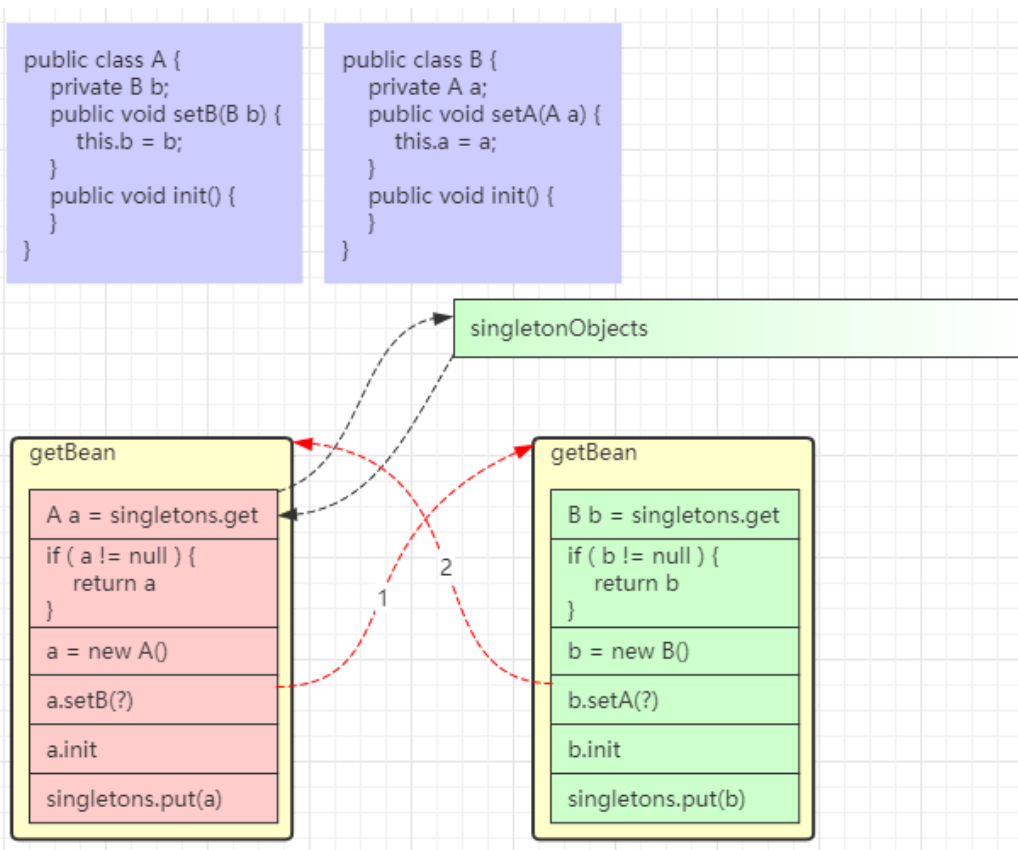 public class A {
private B b;
public void setB(B b) {
this.b = b;
}
public void init() {
}
}
public class B {
private A a;
public void setA(A a) {
this.a = a;
}
public void init() {
}
}
singletonObjects
getBean
A a = singletons.get
if ( a != null ) {
return a
}
a = new A()
a.setB(?)
a.init
singletons.put(a)
1
2
getBean
B b = singletons.get
if ( b != null ) {
return b
}
b = new B()
b.setA(?)
b.init
singletons.put(b)